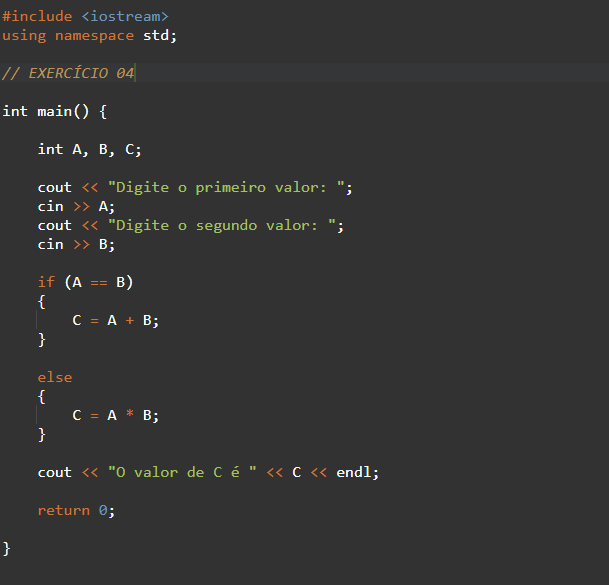 #include <iostream>
using namespace std;
// EXERCÍCIO 04
int main() {
int A, B, C;
cout << "Digite o primeiro valor: ";
cin >> A;
cout << "Digite o segundo valor: ";
cin >> B;
if (A == B)
{
C = A + B;
}
else
{
C = A * B;
}
cout << "O valor de C é " << C << endl;
return 0;
}